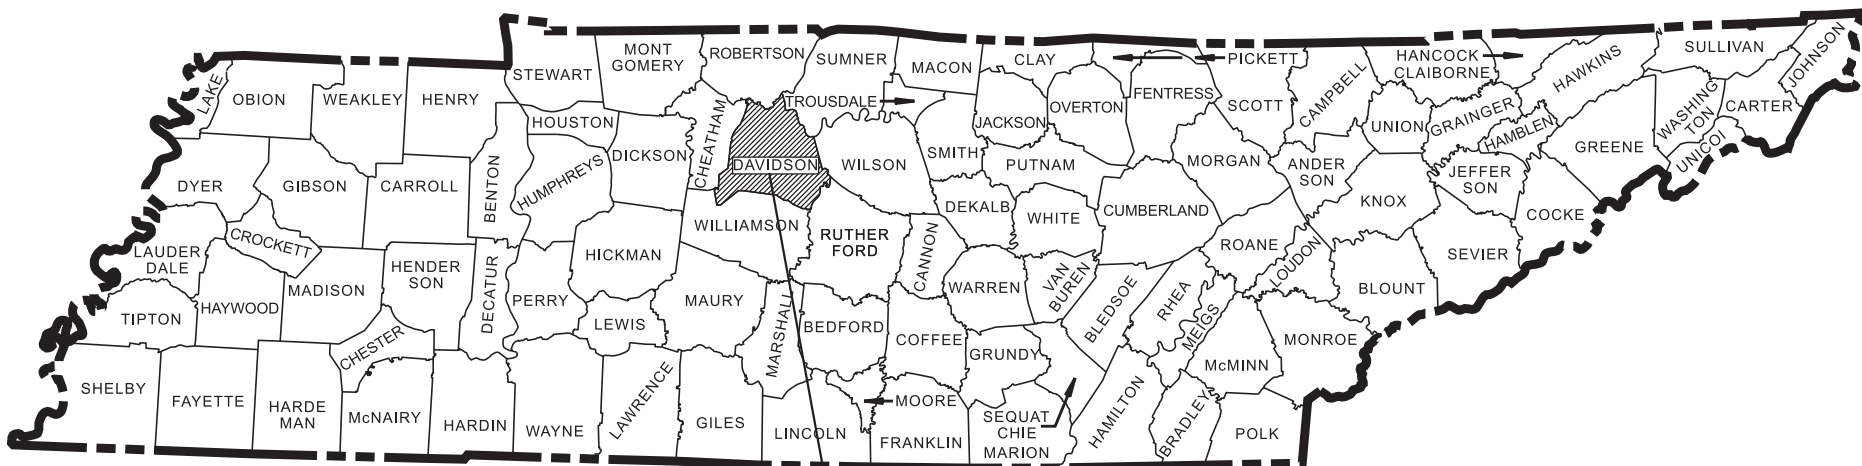 LAKE
OBION
WEAKLEY
HENRY
STEWART
MONT
GOMERY
ROBERTSON
SUMNER
MACON
CLAY
PICKETT
HANCOCK
CLAIBORNE
HAWKINS
SULLIVAN
JOHNSON
TROUSDALE
JACKSON
OVERTON
FENTRESS
SCOTT
CAMPBELL
UNION
GRAINGER
HAMBLEN
WASHING
TON
CARTER
UNICOI
GREENE
HOUSTON
DICKSON
CHEATHAM
DAVIDSON
WILSON
SMITH
PUTNAM
MORGAN
ANDER
SON
KNOX
JEFFER
SON
COCKE
DYER
GIBSON
CARROLL
BENTON
HUMPHREYS
WILLIAMSON
RUTHER
FORD
CANNON
DEKALB
WHITE
CUMBERLAND
ROANE
LOUDON
BLOUNT
SEVIER
LAUDER
DALE
CROCKETT
HAYWOOD
MADISON
HENDER
SON
DECATUR
PERRY
HICKMAN
LEWIS
MAURY
MARSHALL
BEDFORD
COFFEE
WARREN
VAN
BUREN
BLEDSOE
RHEA
MEIGS
McMINN
MONROE
TIPTON
SHELBY
FAYETTE
HARDE
MAN
CHESTER
McNAIRY
HARDIN
WAYNE
LAWRENCE
GILES
LINCOLN
MOORE
FRANKLIN
GRUNDY
SEQUAT
CHIE
MARION
HAMILTON
BRADLEY
POLK